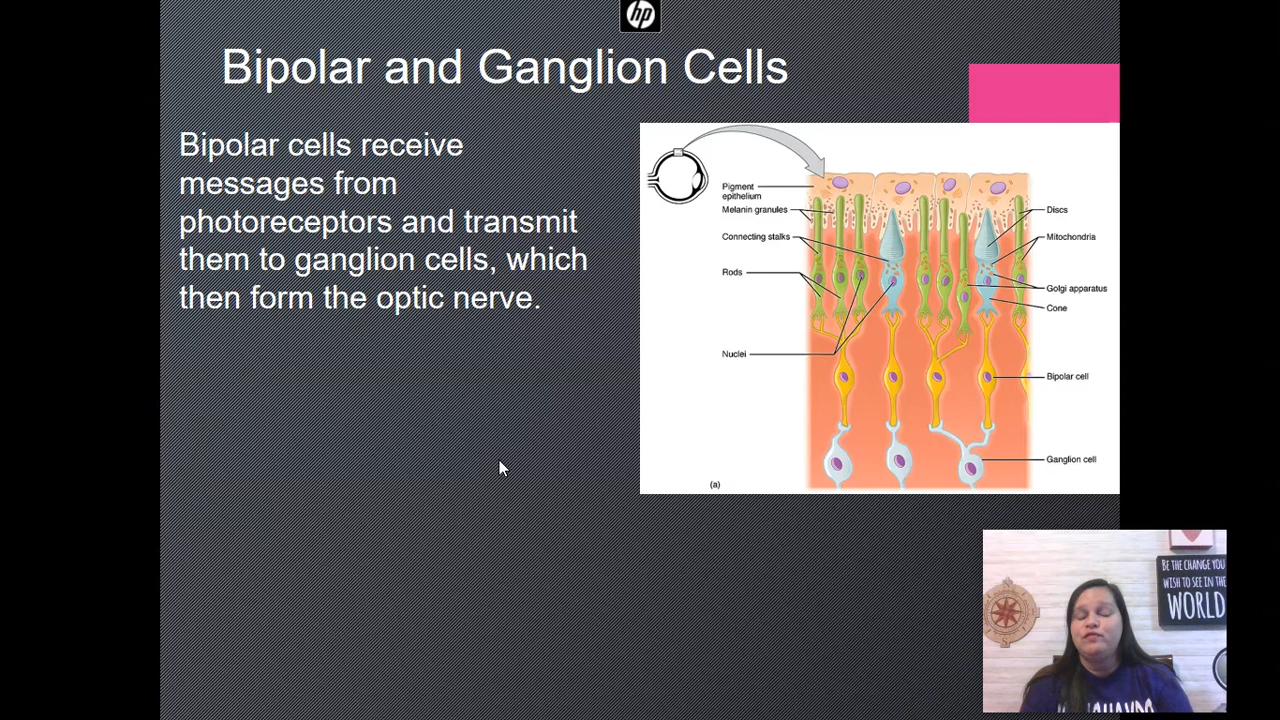 hp
Bipolar and Ganglion Cells
Bipolar cells receive
messages from
photoreceptors and transmit
them to ganglion cells, which
then form the optic nerve.
Pigment
epithelium
Melanin granules
Connecting stalks
Rods
Nuclei
Discs
Mitochondria
Golgi apparatus
Cone
Bipolar cell
Ganglion cell
(a)
BE THE CHANGE YOU
WISH TO SEE IN THE
WORLD